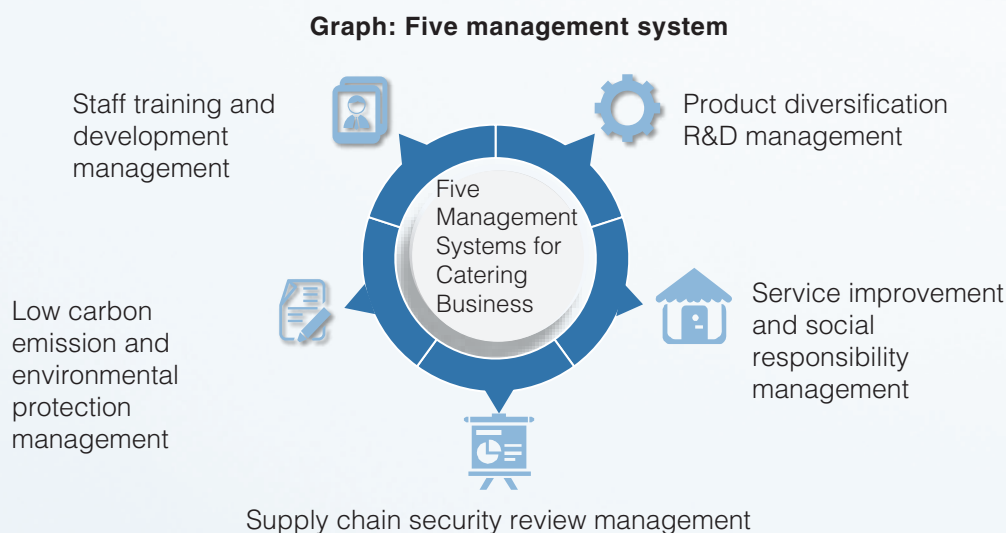 Graph: Five management system
Staff training and
development
management
Product diversification
R&D management
Five
Management
Systems for
Catering
Business
Low carbon
emission and
environmental
protection
management
Service improvement
and social
responsibility
management
Supply chain security review management